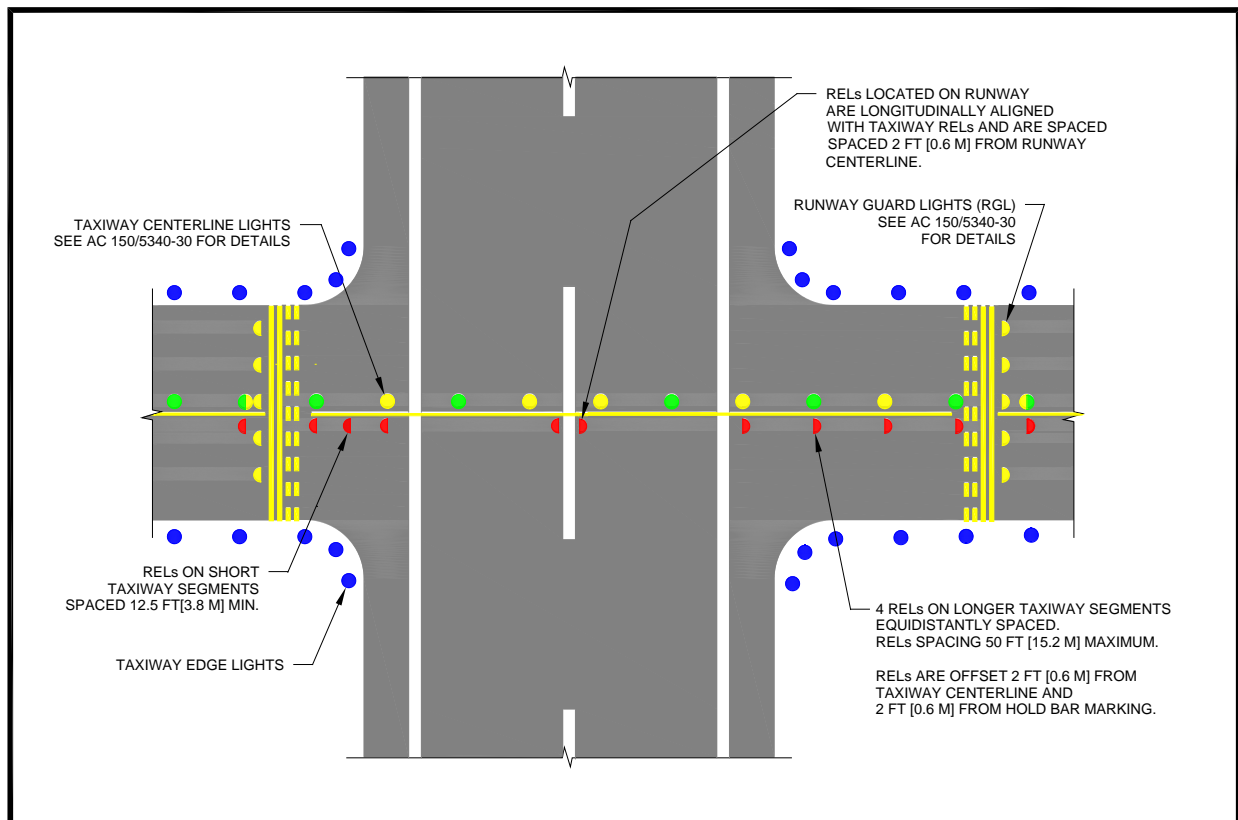 RELs LOCATED ON RUNWAY
ARE LONGITUDINALLY ALIGNED
WITH TAXIWAY RELs AND ARE SPACED
SPACED 2 FT [0.6 M] FROM RUNWAY
CENTERLINE.
TAXIWAY CENTERLINE LIGHTS
SEE AC 150/5340-30 FOR DETAILS
RUNWAY GUARD LIGHTS (RGL)
SEE AC 150/5340-30
FOR DETAILS
RELs ON SHORT
TAXIWAY SEGMENTS
SPACED 12.5 FT[3.8 M] MIN.
TAXIWAY EDGE LIGHTS
4 RELs ON LONGER TAXIWAY SEGMENTS
EQUIDISTANTLY SPACED.
RELs SPACING 50 FT [15.2 M] MAXIMUM.
RELs ARE OFFSET 2 FT [0.6 M] FROM
TAXIWAY CENTERLINE AND
2 FT [0.6 M] FROM HOLD BAR MARKING.